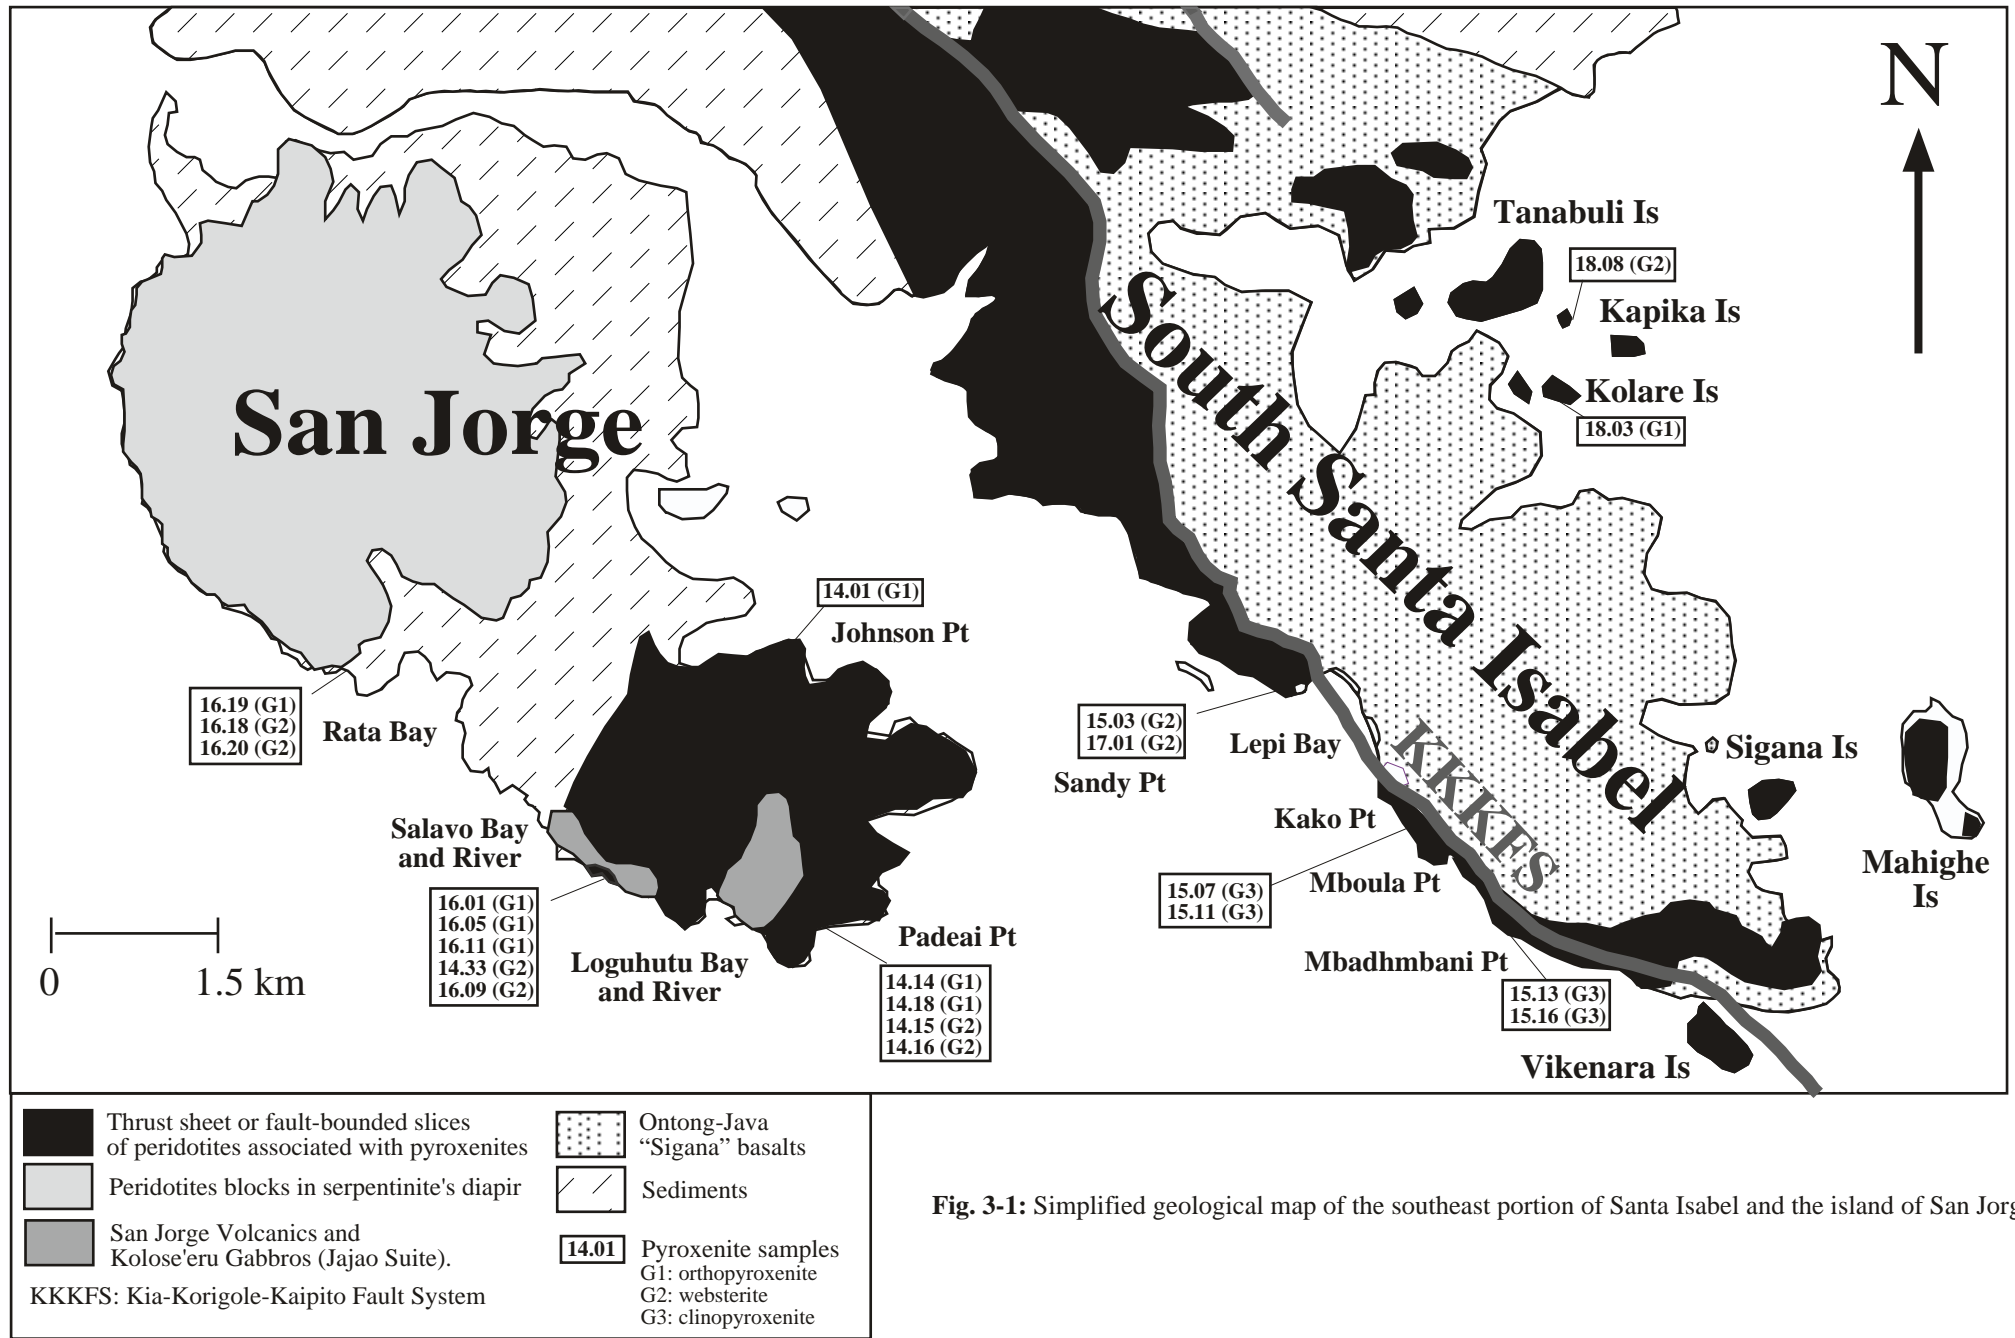 N
Tanabuli Is
18.08 (G2)
Kapika Is
Kolare Is
18.03 (G1)
South Santa Isabel
San Jorge
14.01 (G1)
Johnson Pt
16.19 (G1)
16.18 (G2)
16.20 (G2)
Rata Bay
15.03 (G2)
17.01 (G2)
Lepi Bay
Sandy Pt
KKKFS
Sigana Is
Kako Pt
Mahighe
Is
Salavo Bay
and River
15.07 (G3)
15.11 (G3)
Mboula Pt
16.01 (G1)
16.05 (G1)
16.11 (G1)
14.33 (G2)
16.09 (G2)
Loguhutu Bay
and River
Padeai Pt
14.14 (G1)
14.18 (G1)
14.15 (G2)
14.16 (G2)
Mbadhmbani Pt
15.13 (G3)
15.16 (G3)
Vikenara Is
0 1.5 km
Thrust sheet or fault-bounded slices
of peridotites associated with pyroxenites
Peridotites blocks in serpentinite's diapir
San Jorge Volcanics and
Kolose'eru Gabbros (Jajao Suite).
KKKFS: Kia-Korigole-Kaipito Fault System
Ontong-Java
“Sigana” basalts
Sediments
14.01 Pyroxenite samples
G1: orthopyroxenite
G2: websterite
G3: clinopyroxenite
Fig. 3-1: Simplified geological map of the southeast portion of Santa Isabel and the island of San Jorg